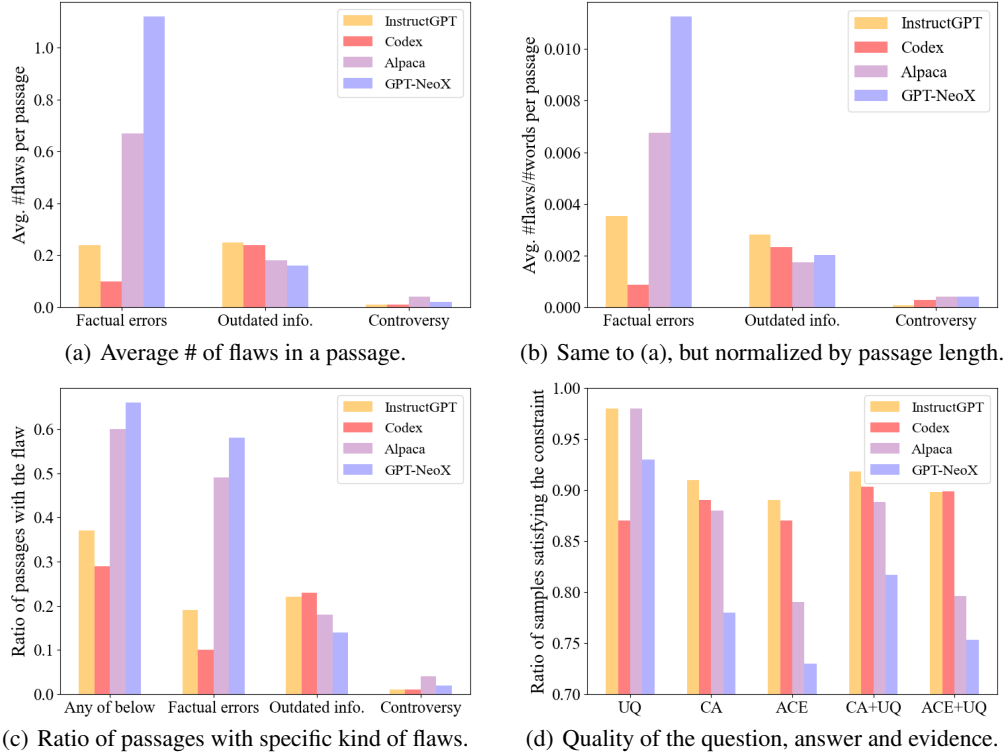 Avg. #flaws per passage
1.0
0.8
0.6
0.4
0.2
0.0
InstructGPT
Codex
Alpaca
GPT-NeoX
Factual errors
Outdated info.
Controversy
(a) Average # of flaws in a passage.
Avg. #flaws/#words per passage
0.010
0.008
0.006
0.004
0.002
0.000
InstructGPT
Codex
Alpaca
GPT-NeoX
Factual errors
Outdated info.
Controversy
(b) Same to (a), but normalized by passage length.
Ratio of passages with the flaw
0.6
0.5
0.4
0.3
0.2
0.1
0.0
InstructGPT
Codex
Alpaca
GPT-NeoX
Any of below
Factual errors
Outdated info.
Controversy
(c) Ratio of passages with specific kind of flaws.
Ratio of samples satisfying the constraint
1.00
0.95
0.90
0.85
0.80
0.75
0.70
InstructGPT
Codex
Alpaca
GPT-NeoX
UQ
CA
ACE
CA+UQ
ACE+UQ
(d) Quality of the question, answer and evidence.